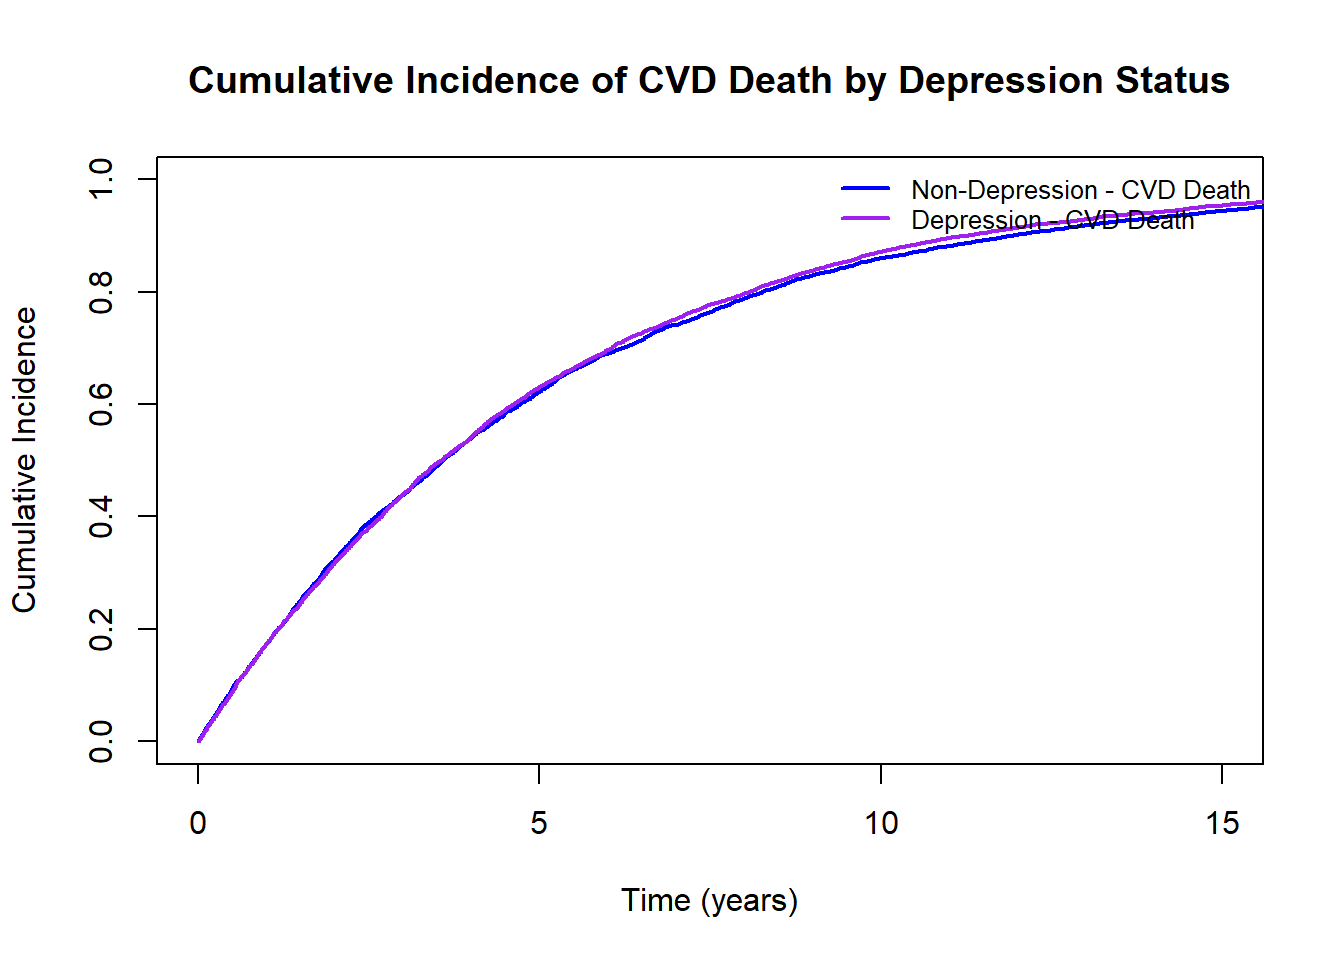 Cumulative Incidence of CVD Death by Depression Status
Non-Depression - CVD Death
Depression - CVD Death
Cumulative Incidence
1.0
0.8
0.6
0.4
0.2
0.0
0 5 10 15
Time (years)